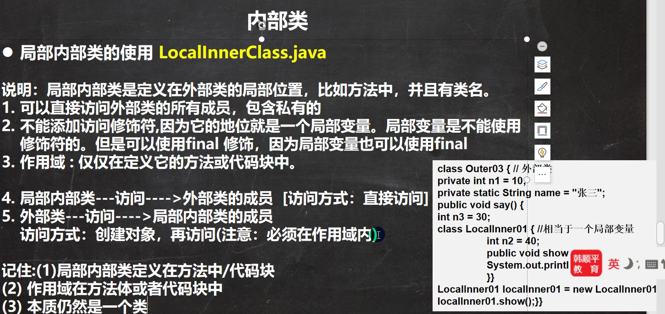 内部类
● 局部内部类的使用 LocalInnerClass.java
说明：局部内部类是定义在外部类的局部位置，比如方法中，并且有类名。
1. 可以直接访问外部类的所有成员，包含私有的
2. 不能添加访问修饰符,因为它的地位就是一个局部变量。局部变量是不能使用
修饰符的。但是可以使用final 修饰，因为局部变量也可以使用final
3. 作用域 : 仅仅在定义它的方法或代码块中。
4. 局部内部类---访问---->外部类的成员 [访问方式：直接访问]
5. 外部类---访问---->局部内部类的成员
访问方式：创建对象，再访问(注意：必须在作用域内)
记住:(1)局部内部类定义在方法中/代码块
(2) 作用域在方法体或者代码块中
(3) 本质仍然是一个类
class Outer03 { // 外部类
private int n1 = 10;
private static String name = "张三";
public void say() {
int n3 = 30;
class LocalInner01 { //相当于一个局部变量
int n2 = 40;
public void show
System.out.printl
}}
LocalInner01 localInner01 = new LocalInner01
localInner01.show();}}
韩顺平
教 育
英